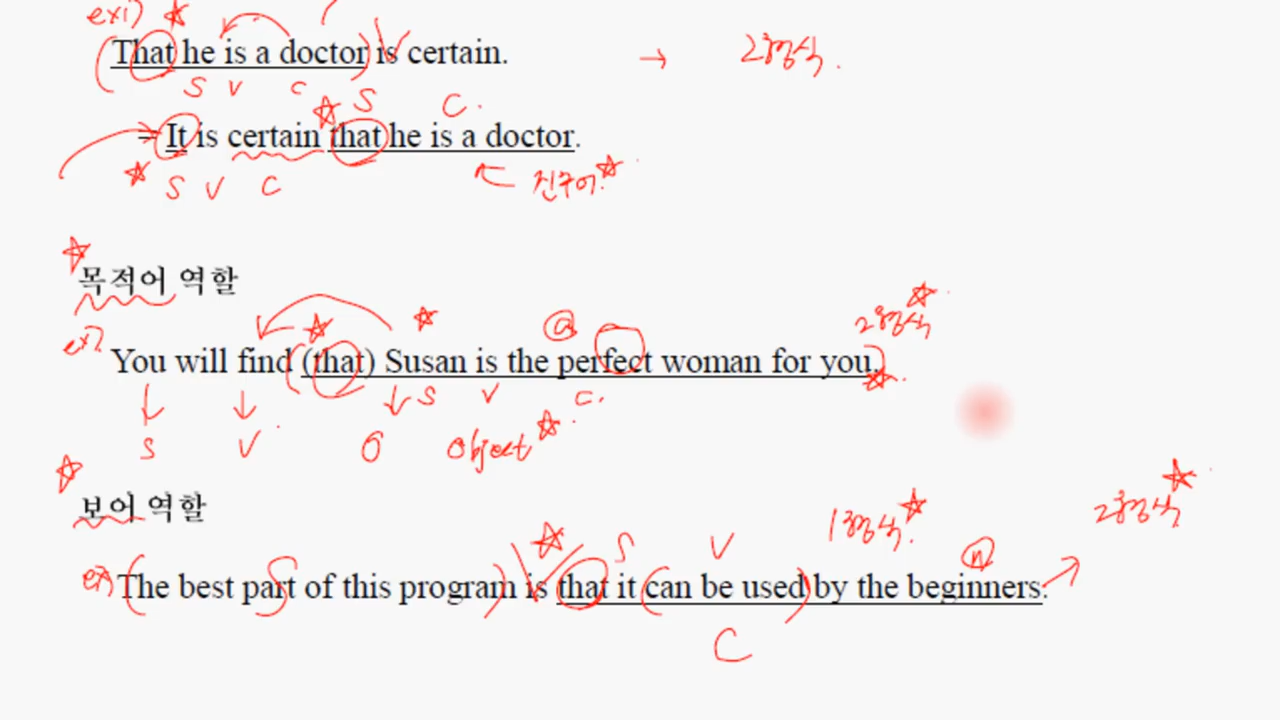 ex1)
That he is a doctor is certain. → 2형식.
S V C S C.
= It is certain that he is a doctor.
S V C 진주어.
목적어 역할
ⓐ 2형식
ex) You will find (that) Susan is the perfect woman for you.
S V C.
S V O Object
보어 역할
S V 1형식. ⓝ 2형식
ex) The best part of this program is that it can be used by the beginners.
S
C